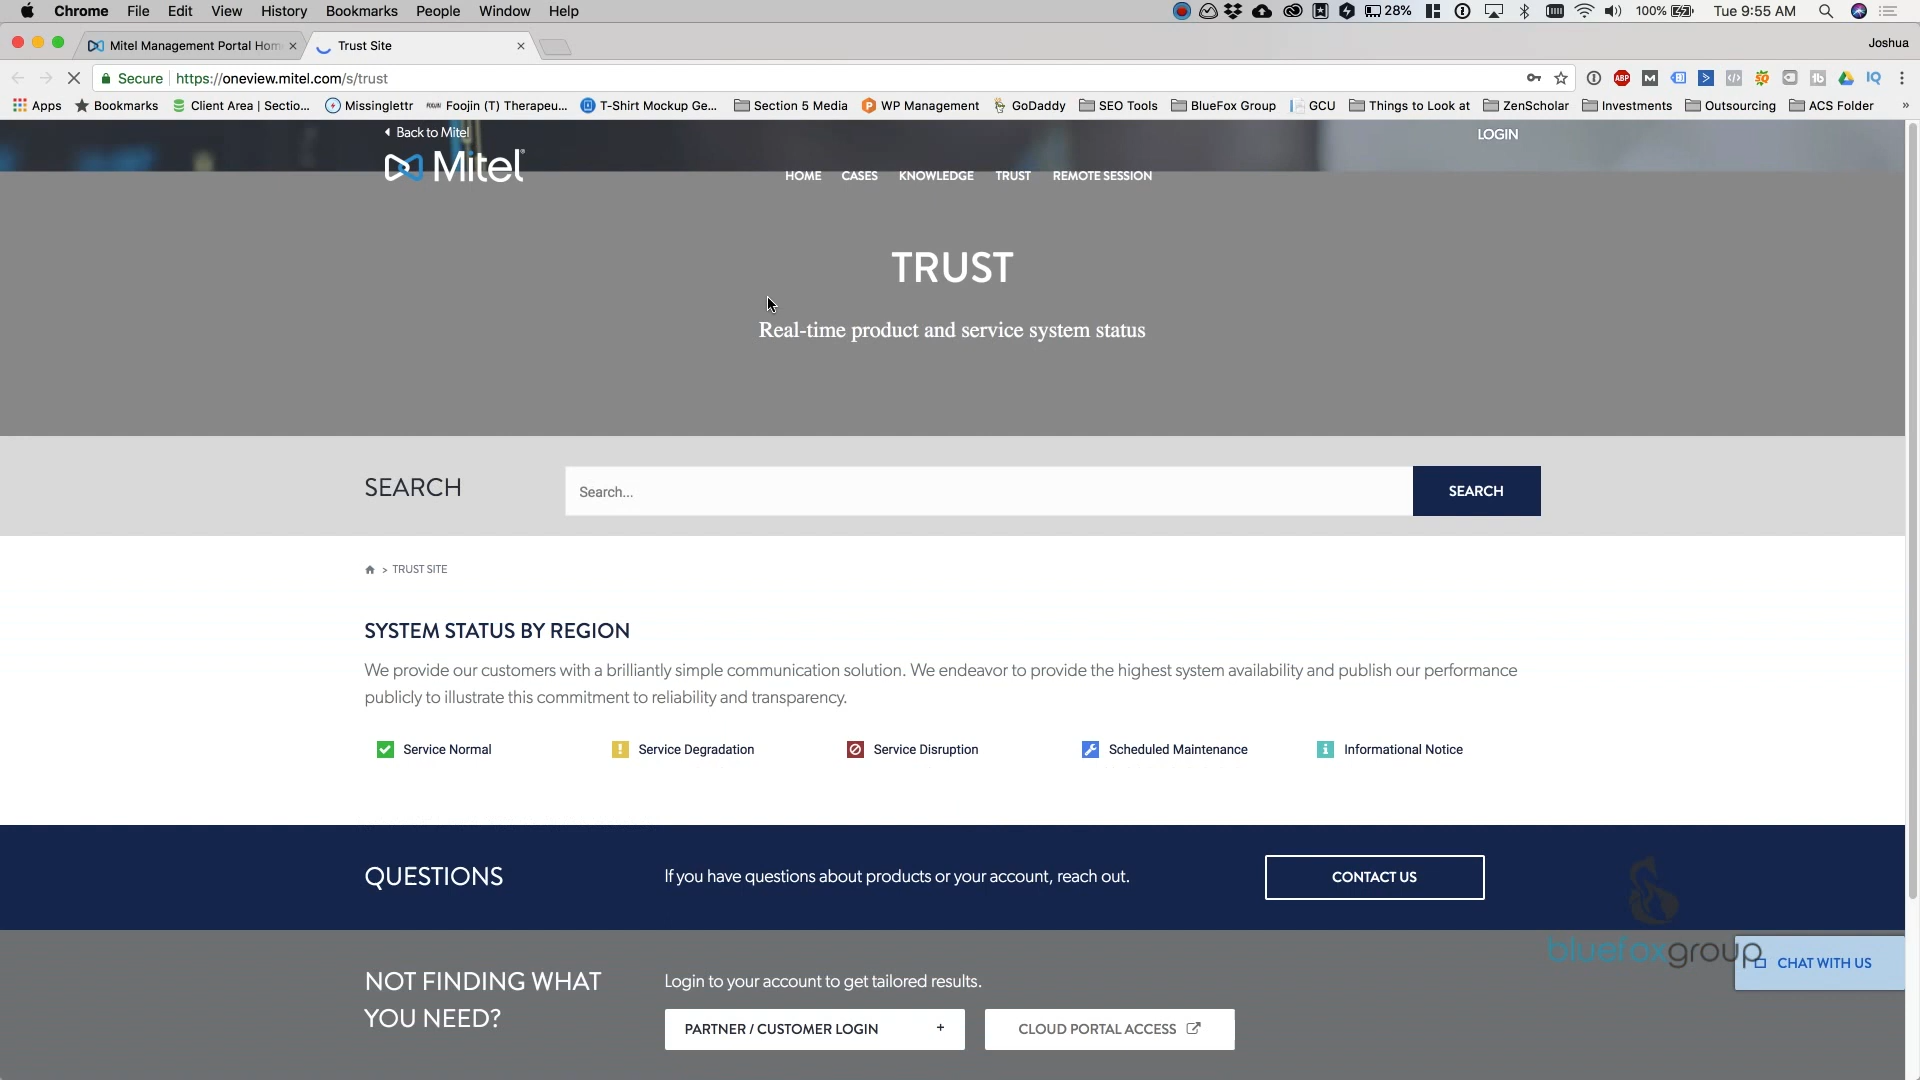 Chrome File Edit View History Bookmarks People Window Help 28% 100% Tue 9:55 AM
Mitel Management Portal Hom Trust Site Joshua
Secure https://oneview.mitel.com/s/trust
Apps Bookmarks Client Area | Sectio... Missinglettr Foojin (T) Therapeu... T-Shirt Mockup Ge... Section 5 Media WP Management GoDaddy SEO Tools BlueFox Group GCU Things to Look at ZenScholar Investments Outsourcing ACS Folder »
Back to Mitel LOGIN
Mitel
HOME CASES KNOWLEDGE TRUST REMOTE SESSION
TRUST
Real-time product and service system status
SEARCH Search... SEARCH
> TRUST SITE
SYSTEM STATUS BY REGION
We provide our customers with a brilliantly simple communication solution. We endeavor to provide the highest system availability and publish our performance
publicly to illustrate this commitment to reliability and transparency.
Service Normal Service Degradation Service Disruption Scheduled Maintenance Informational Notice
QUESTIONS If you have questions about products or your account, reach out. CONTACT US
bluefoxgroup
CHAT WITH US
NOT FINDING WHAT
YOU NEED?
Login to your account to get tailored results.
PARTNER / CUSTOMER LOGIN + CLOUD PORTAL ACCESS